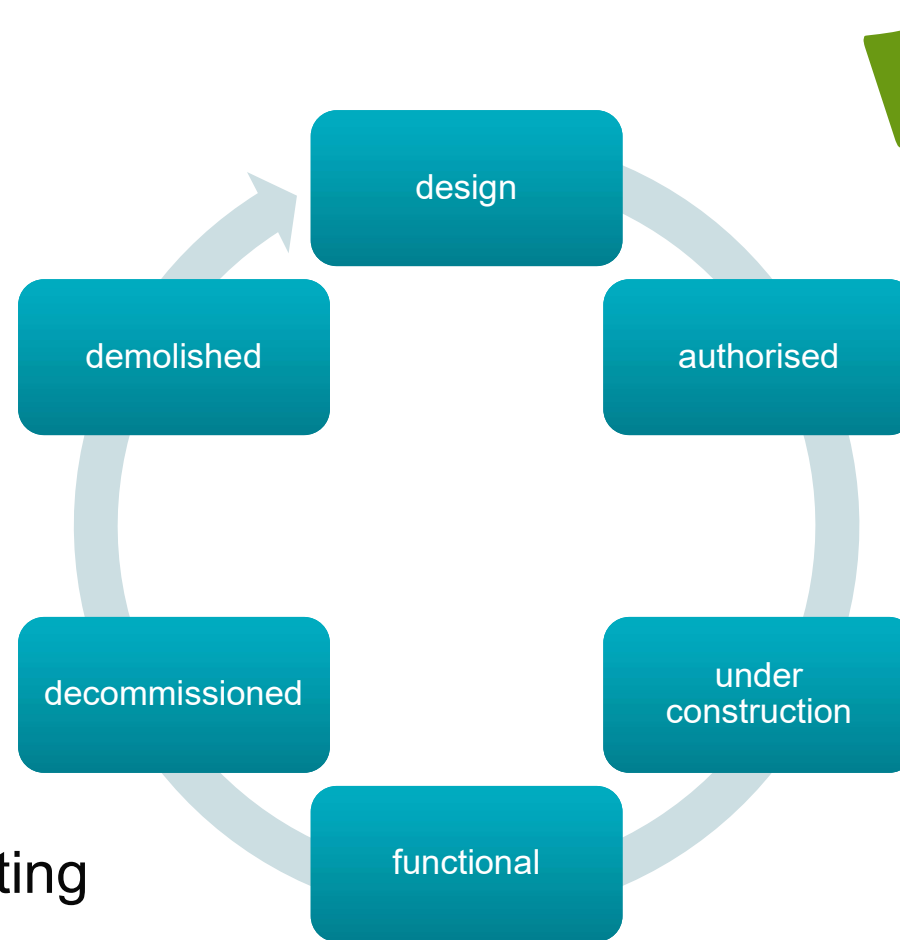 design
authorised
under
construction
functional
decommissioned
demolished
ting